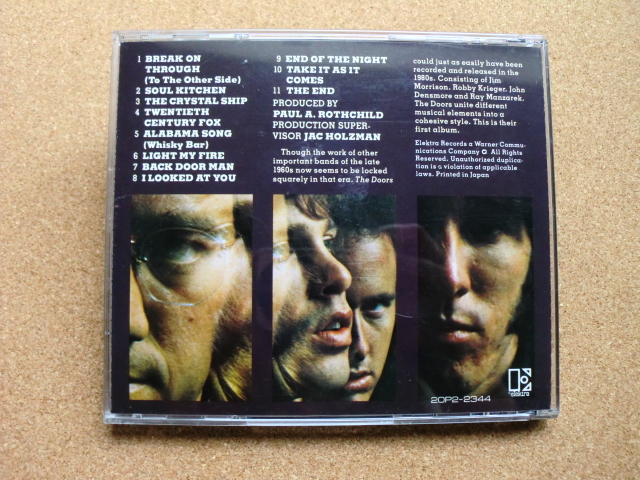 1 BREAK ON
THROUGH
(To The Other Side)
2 SOUL KITCHEN
3 THE CRYSTAL SHIP
4 TWENTIETH
CENTURY FOX
5 ALABAMA SONG
(Whisky Bar)
6 LIGHT MY FIRE
7 BACK DOOR MAN
8 I LOOKED AT YOU
9 END OF THE NIGHT
10 TAKE IT AS IT
COMES
11 THE END
PRODUCED BY
PAUL A. ROTHCHILD
PRODUCTION SUPER-
VISOR JAC HOLZMAN
Though the work of other
important bands of the late
1960s now seems to be locked
squarely in that era. The Doors
could just as easily have been
recorded and released in the
1980s. Consisting of Jim
Morrison, Robby Krieger, John
Densmore and Ray Manzarek.
The Doors unite different
musical elements into a
cohesive style. This is their
first album.
Elektra Records a Warner Commu-
nications Company All Rights
Reserved. Unauthorized duplica-
tion is a violation of applicable
laws. Printed in Japan
elektra
20P2-2344